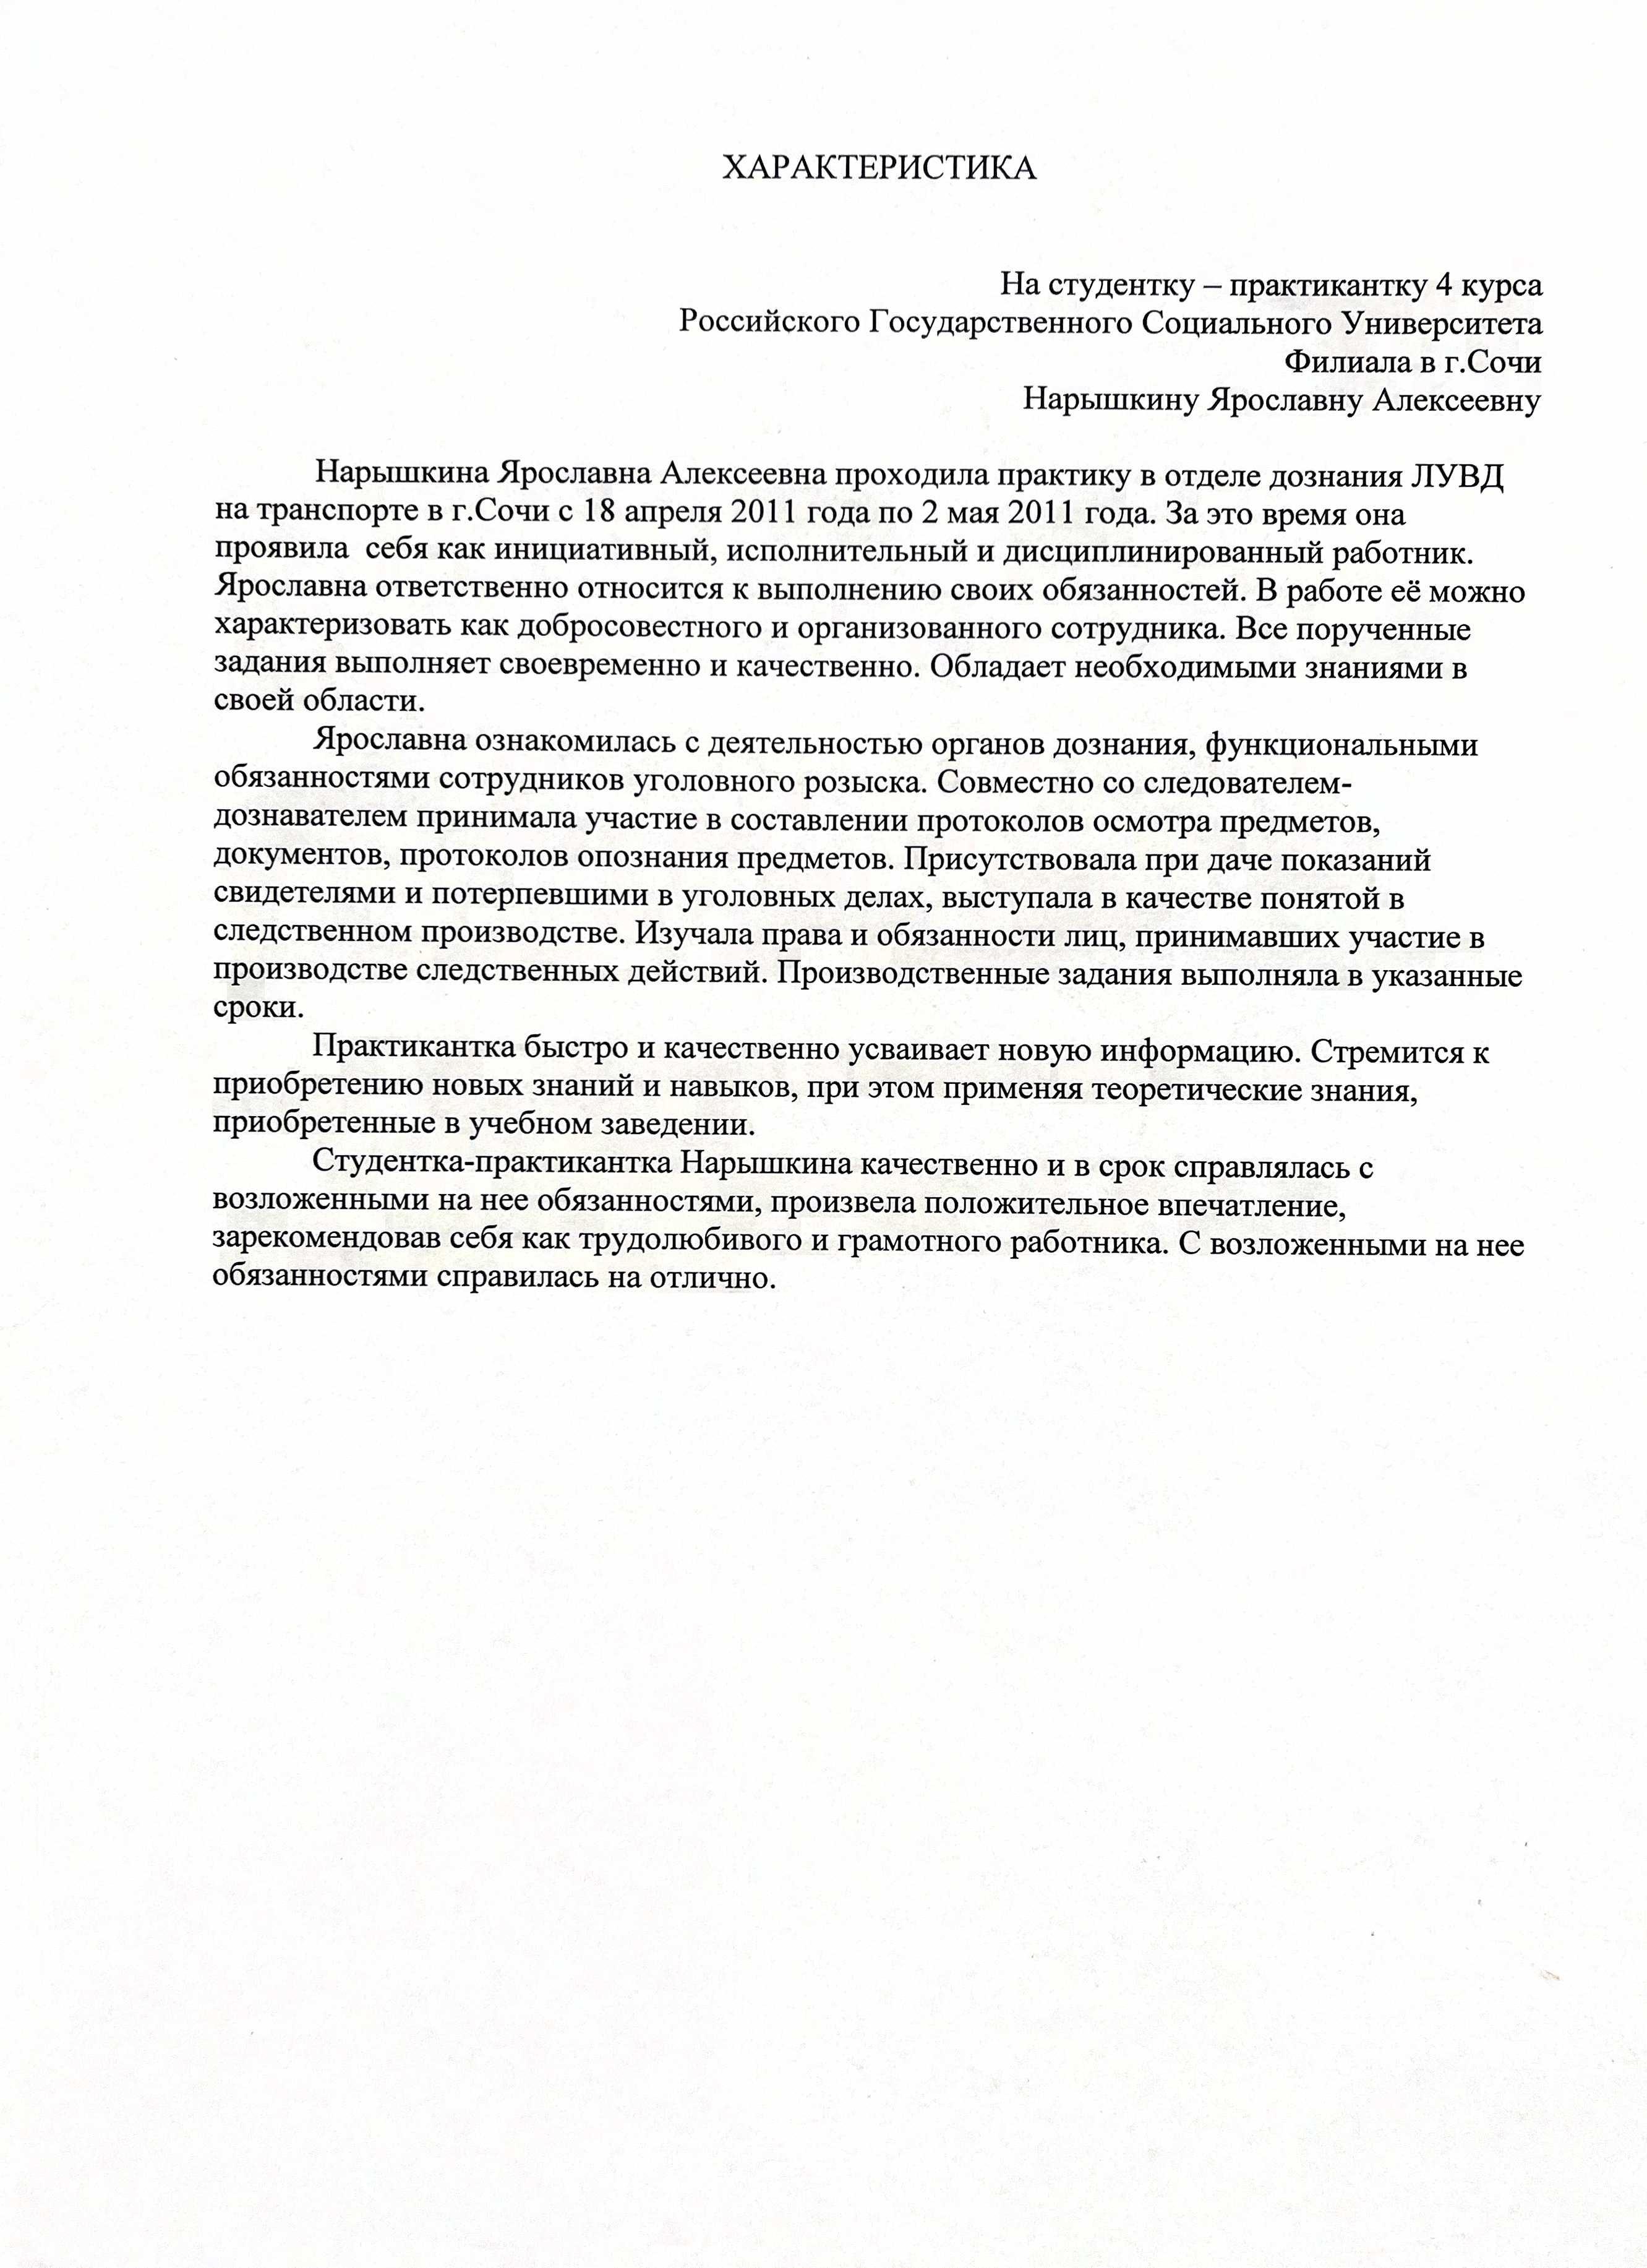 ХАРАКТЕРИСТИКА
На студентку – практикантку 4 курса
Российского Государственного Социального Университета
Филиала в г.Сочи
Нарышкину Ярославну Алексеевну
Нарышкина Ярославна Алексеевна проходила практику в отделе дознания ЛУВД
на транспорте в г.Сочи с 18 апреля 2011 года по 2 мая 2011 года. За это время она
проявила  себя как инициативный, исполнительный и дисциплинированный работник.
Ярославна ответственно относится к выполнению своих обязанностей. В работе её можно
характеризовать как добросовестного и организованного сотрудника. Все порученные
задания выполняет своевременно и качественно. Обладает необходимыми знаниями в
своей области.
Ярославна ознакомилась с деятельностью органов дознания, функциональными
обязанностями сотрудников уголовного розыска. Совместно со следователем-
дознавателем принимала участие в составлении протоколов осмотра предметов,
документов, протоколов опознания предметов. Присутствовала при даче показаний
свидетелями и потерпевшими в уголовных делах, выступала в качестве понятой в
следственном производстве. Изучала права и обязанности лиц, принимавших участие в
производстве следственных действий. Производственные задания выполняла в указанные
сроки.
Практикантка быстро и качественно усваивает новую информацию. Стремится к
приобретению новых знаний и навыков, при этом применяя теоретические знания,
приобретенные в учебном заведении.
Студентка-практикантка Нарышкина качественно и в срок справлялась с
возложенными на нее обязанностями, произвела положительное впечатление,
зарекомендовав себя как трудолюбивого и грамотного работника. С возложенными на нее
обязанностями справилась на отлично.